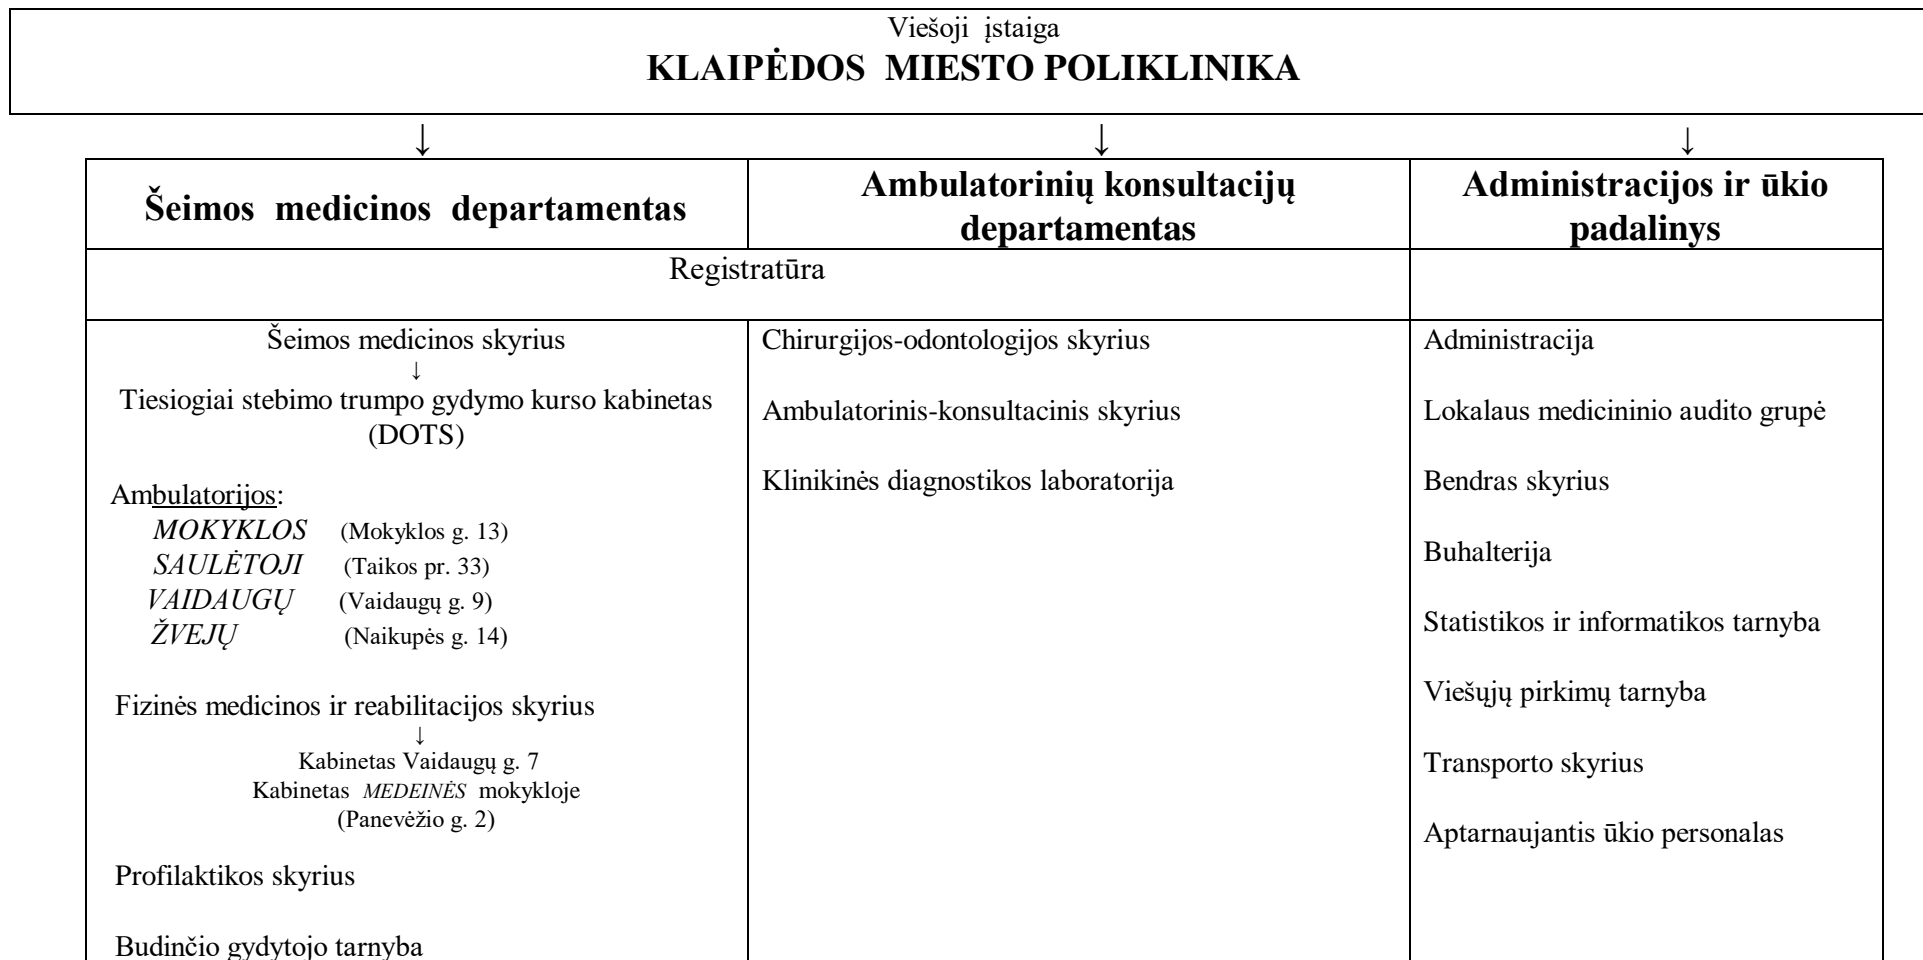 Viešoji įstaiga
KLAIPĖDOS MIESTO POLIKLINIKA
↓ ↓ ↓
Šeimos medicinos departamentas
Ambulatorinių konsultacijų
departamentas
Administracijos ir ūkio
padalinys
Registratūra
Šeimos medicinos skyrius
↓
Tiesiogiai stebimo trumpo gydymo kurso kabinetas
(DOTS)
Ambulatorijos:
MOKYKLOS (Mokyklos g. 13)
SAULĖTOJI (Taikos pr. 33)
VAIDAUGŲ (Vaidaugų g. 9)
ŽVEJŲ (Naikupės g. 14)
Fizinės medicinos ir reabilitacijos skyrius
↓
Kabinetas Vaidaugų g. 7
Kabinetas MEDEINĖS mokykloje
(Panevėžio g. 2)
Profilaktikos skyrius
Budinčio gydytojo tarnyba
Chirurgijos-odontologijos skyrius
Ambulatorinis-konsultacinis skyrius
Klinikinės diagnostikos laboratorija
Administracija
Lokalaus medicininio audito grupė
Bendras skyrius
Buhalterija
Statistikos ir informatikos tarnyba
Viešųjų pirkimų tarnyba
Transporto skyrius
Aptarnaujantis ūkio personalas